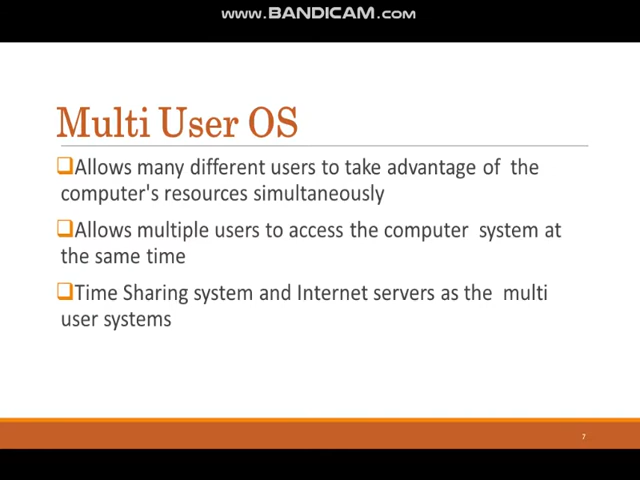 www.BANDICAM.com
Multi User OS
Allows many different users to take advantage of the
computer's resources simultaneously
Allows multiple users to access the computer system at
the same time
Time Sharing system and Internet servers as the multi
user systems
7